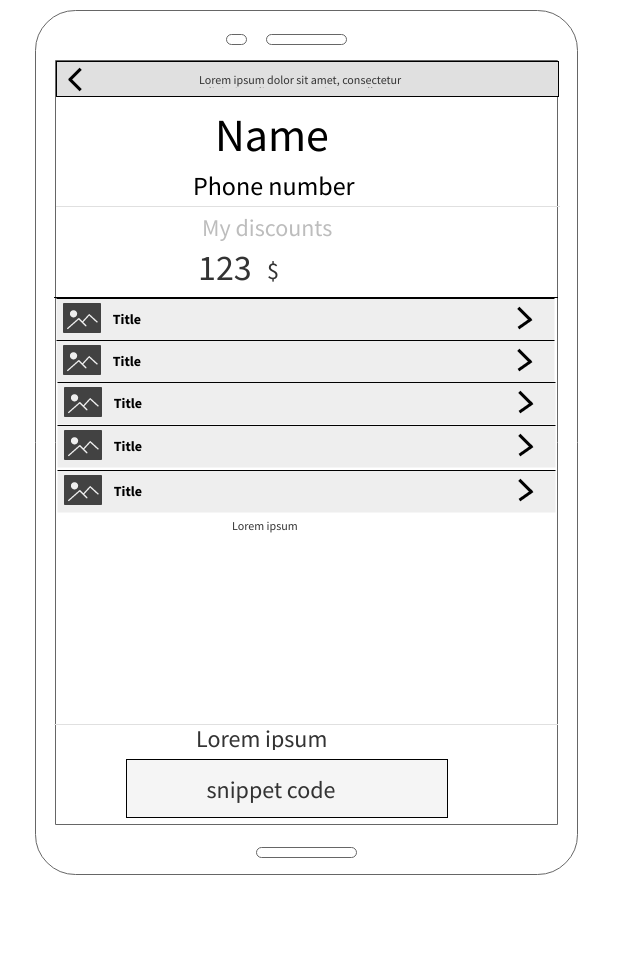 Lorem ipsum dolor sit amet, consectetur
Name
Phone number
My discounts
123 $
Title
Title
Title
Title
Title
Lorem ipsum
Lorem ipsum
snippet code